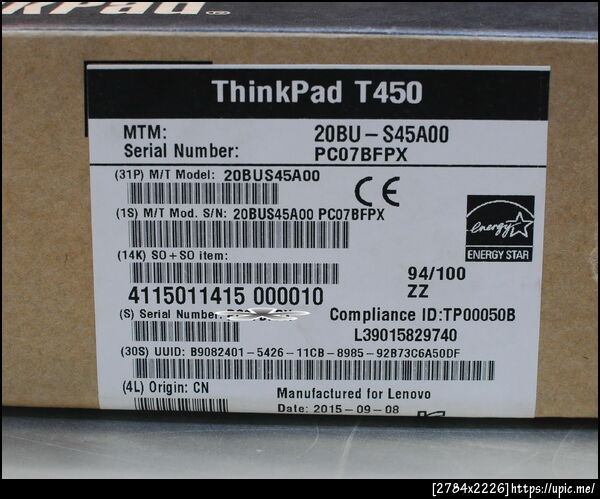 ThinkPad®
ThinkPad T450
MTM: 20BU-S45A00
Serial Number: PC07BFPX
(31P) M/T Model: 20BUS45A00
(1S) M/T Mod. S/N: 20BUS45A00 PC07BFPX
(14K) SO+SO item:
94/100
4115011415 000010 ZZ
(S) Serial Number: Compliance ID:TP00050B
L39015829740
(30S) UUID: B9082401-5426-11CB-8985-92B73C6A50DF
(4L) Origin: CN Manufactured for Lenovo
Date: 2015-09-08
CE
energy
ENERGY STAR
[2784x2226]https://upic.me/